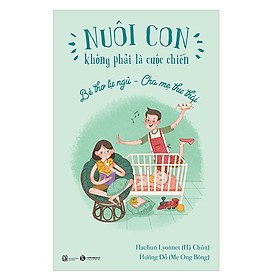 NUÔI CON
không phải là cuộc chiến
Bé thơ tự ngủ - Cha mẹ thư thái
Hachun Lyonnet (Hà Chũn)
Hương Đỗ (Mẹ Ong Bông)